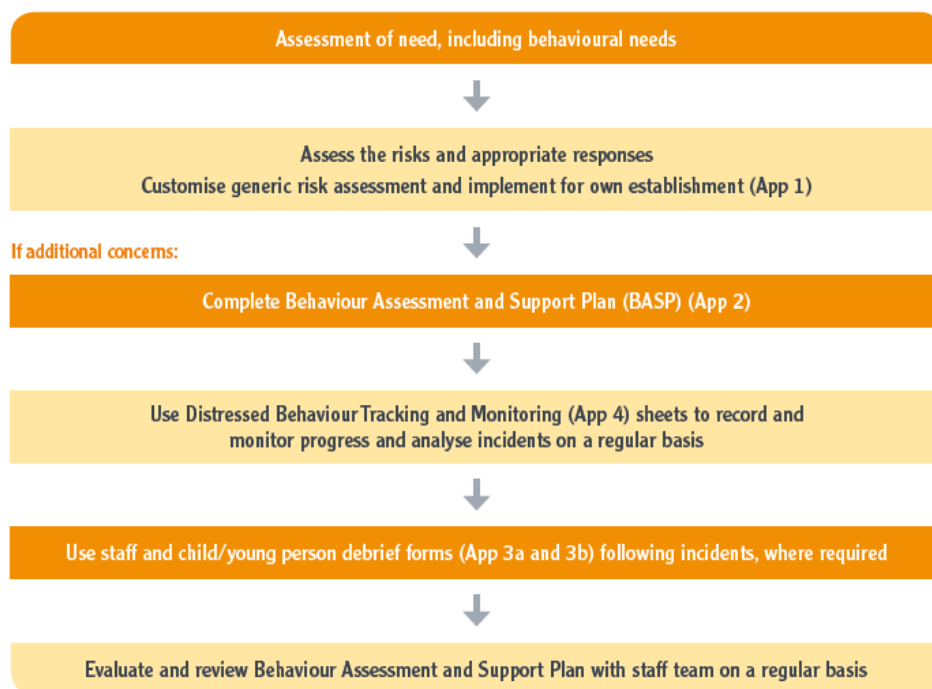 Assessment of need, including behavioural needs
Assess the risks and appropriate responses
Customise generic risk assessment and implement for own establishment (App 1)
If additional concerns:
Complete Behaviour Assessment and Support Plan (BASP) (App 2)
Use Distressed Behaviour Tracking and Monitoring (App 4) sheets to record and
monitor progress and analyse incidents on a regular basis
Use staff and child/young person debrief forms (App 3a and 3b) following incidents, where required
Evaluate and review Behaviour Assessment and Support Plan with staff team on a regular basis